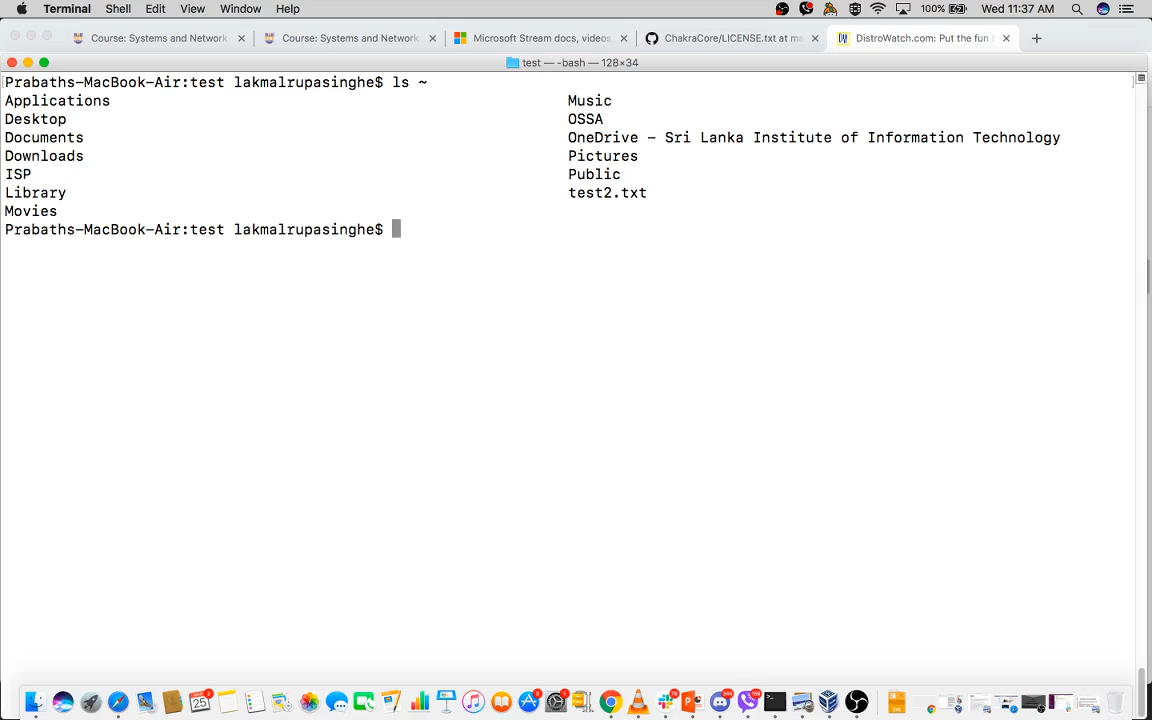 Terminal Shell Edit View Window Help 100% Wed 11:37 AM
Course: Systems and Network Course: Systems and Network Microsoft Stream docs, videos, ChakraCore/LICENSE.txt at ma DistroWatch.com: Put the fun
test — -bash — 128×34
Prabaths-MacBook-Air:test lakmalrupasinghe$ ls ~
Applications Music
Desktop OSSA
Documents OneDrive - Sri Lanka Institute of Information Technology
Downloads Pictures
ISP Public
Library test2.txt
Movies
Prabaths-MacBook-Air:test lakmalrupasinghe$
25